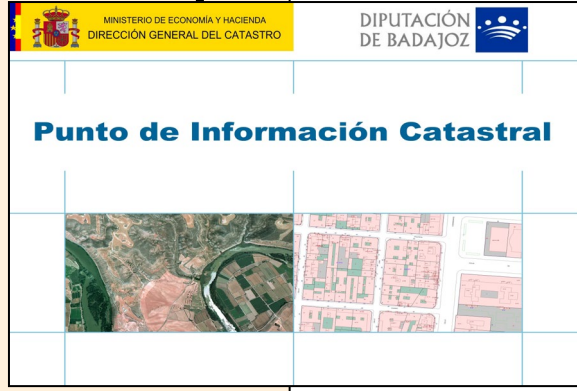 MINISTERIO DE ECONOMÍA Y HACIENDA
DIRECCIÓN GENERAL DEL CATASTRO
DIPUTACIÓN
DE BADAJOZ
Punto de Información Catastral